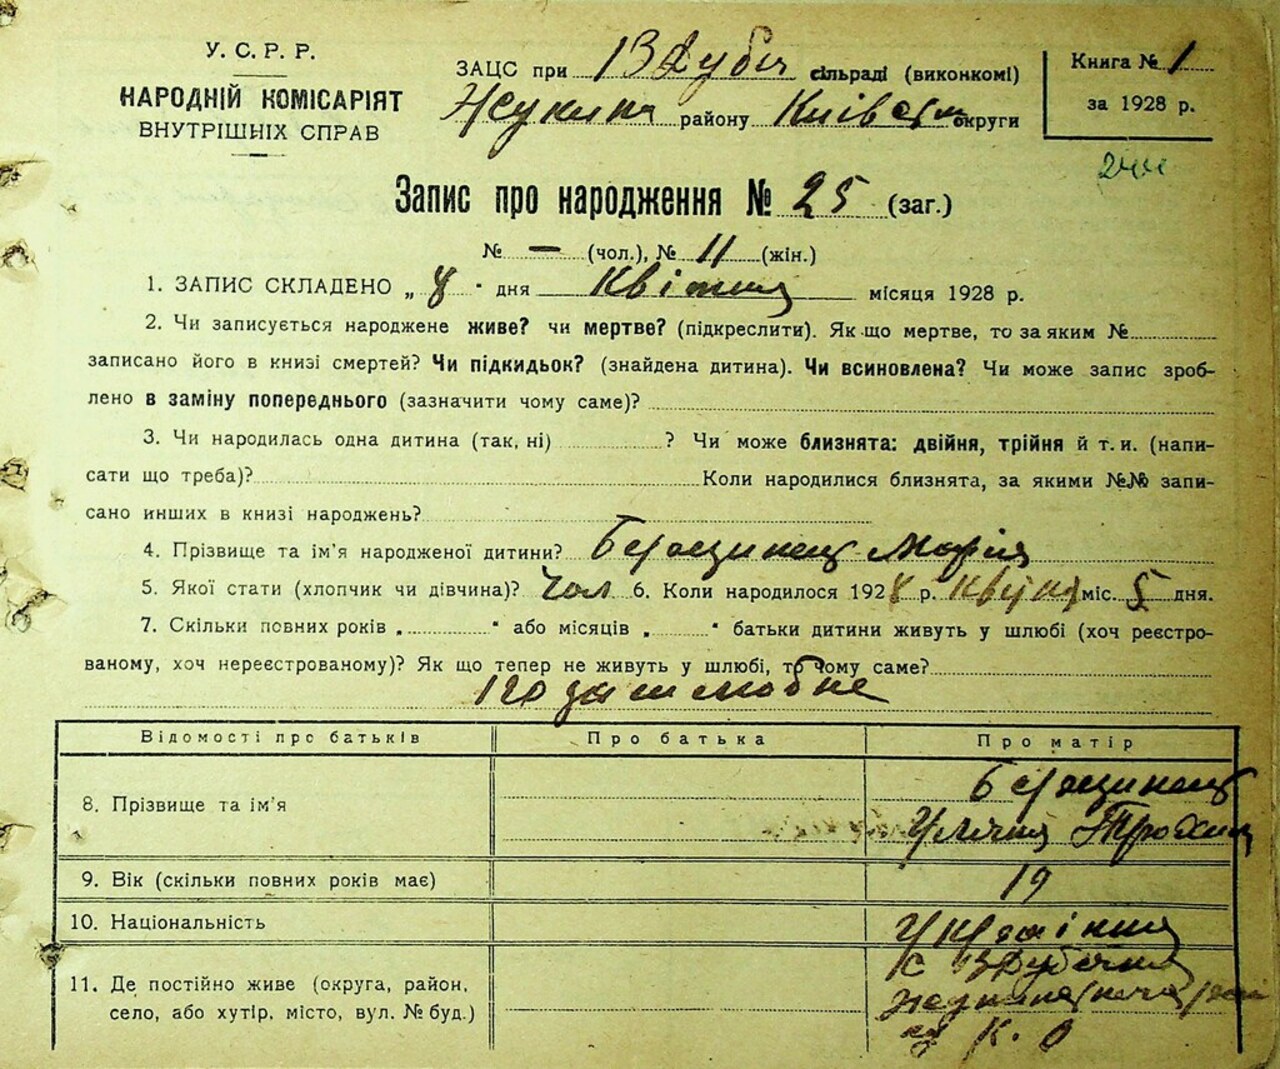 У. С. Р. Р.
НАРОДНІЙ КОМІСАРІЯТ
ВНУТРІШНІХ СПРАВ
ЗАЦС при сільраді (виконкомі)
району Київськ округи
Книга № 1
за 1928 р.
Запис про народження № 25 (заг.)
№ — (чол.), № 11 (жін.)
1. ЗАПИС СКЛАДЕНО „ 8 " дня Квітня місяця 1928 р.
2. Чи записується народжене живе? чи мертве? (підкреслити). Як-що мертве, то за яким №
записано його в книзі смертей? Чи підкидьок? (знайдена дитина). Чи всиновлена? Чи може запис зроб-
лено в заміну попереднього (зазначити чому саме)?
3. Чи народилась одна дитина (так, ні) ? Чи може близнята: двійня, трійня й т. и. (напи-
сати що треба)? Коли народилися близнята, за якими №№ запи-
сано инших в книзі народжень?
4. Прізвище та ім'я народженої дитини? Марія
5. Якої стати (хлопчик чи дівчина)? Чол 6. Коли народилося 1928 р. квітня міс. 5 дня.
7. Скільки повних років „ " або місяців „ " батьки дитини живуть у шлюбі (хоч реєстро-
ваному, хоч нереєстрованому)? Як що тепер не живуть у шлюбі, то чому саме?
Позашлюбне
Відомості про батьків Про батька Про матір
8. Прізвище та ім'я
9. Вік (скільки повних років має) 19
10. Національність Українка
11. Де постійно живе (округа, район,
село, або хутір, місто, вул. № буд.)
с
К. О